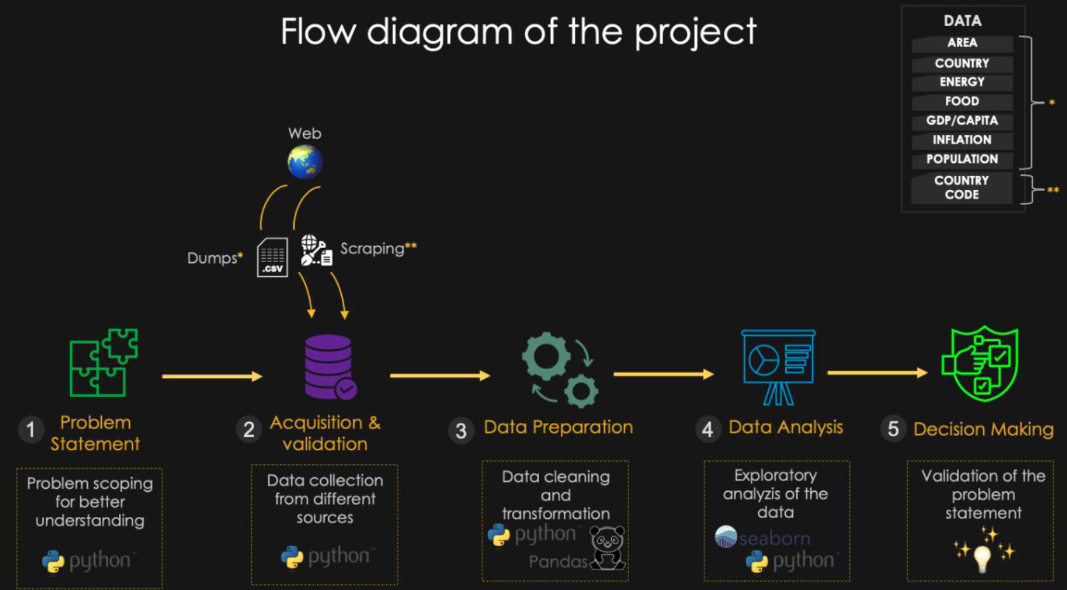 Flow diagram of the project
DATA
AREA
COUNTRY
ENERGY
FOOD
GDP/CAPITA
INFLATION
POPULATION
*
COUNTRY
CODE
**
Web
Dumps*
.CSV
Scraping**
1 Problem
Statement
Problem scoping
for better
understanding
python™
2 Acquisition &
validation
Data collection
from different
sources
python™
3 Data Preparation
Data cleaning
and
transformation
python™
Pandas
4 Data Analysis
Exploratory
analyzis of the
data
seaborn
python™
5 Decision Making
Validation of the
problem
statement